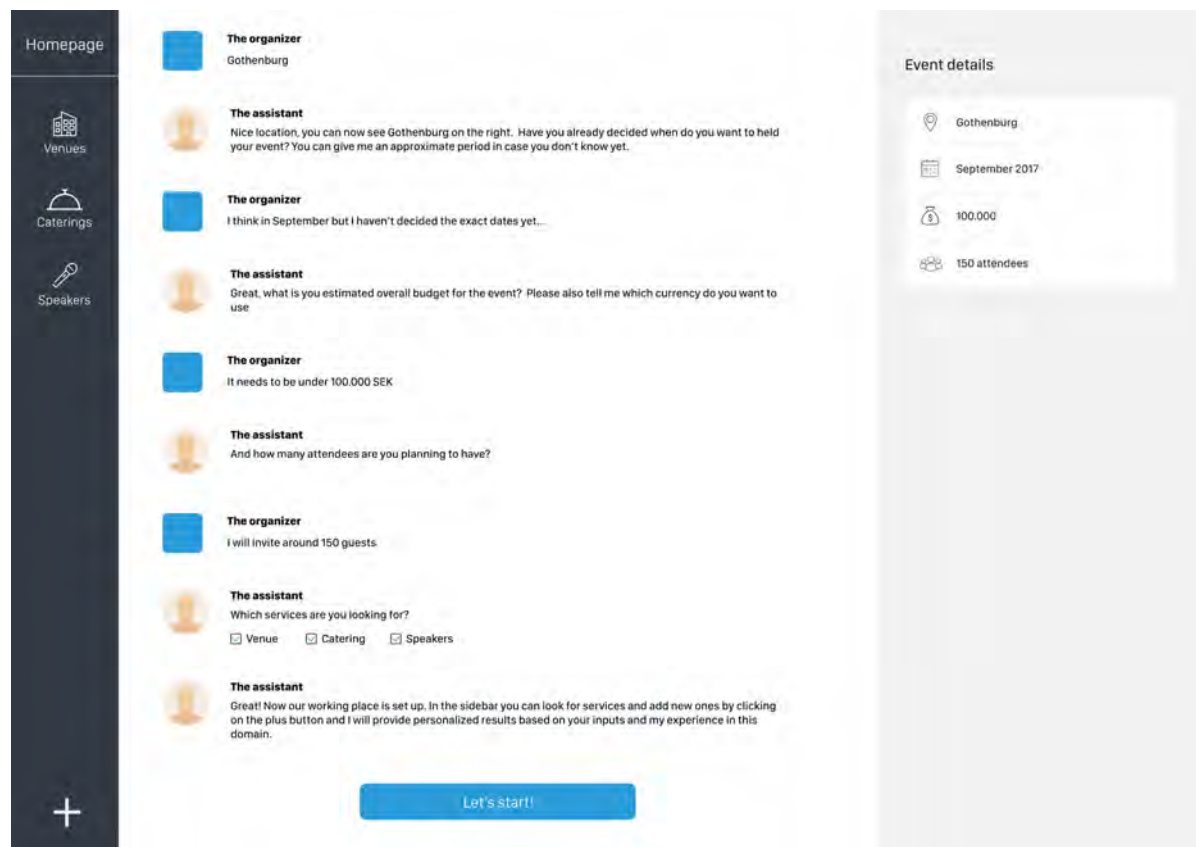 Homepage
Venues
Caterings
Speakers
The organizer
Gothenburg
The assistant
Nice location, you can now see Gothenburg on the right. Have you already decided when do you want to held
your event? You can give me an approximate period in case you don't know yet.
The organizer
I think in September but I haven't decided the exact dates yet...
The assistant
Great, what is you estimated overall budget for the event? Please also tell me which currency do you want to
use
The organizer
It needs to be under 100.000 SEK
The assistant
And how many attendees are you planning to have?
The organizer
I will invite around 150 guests
The assistant
Which services are you looking for?
Venue Catering Speakers
The assistant
Great! Now our working place is set up. In the sidebar you can look for services and add new ones by clicking
on the plus button and I will provide personalized results based on your inputs and my experience in this
domain.
Let's start!
Event details
Gothenburg
September 2017
100.000
150 attendees